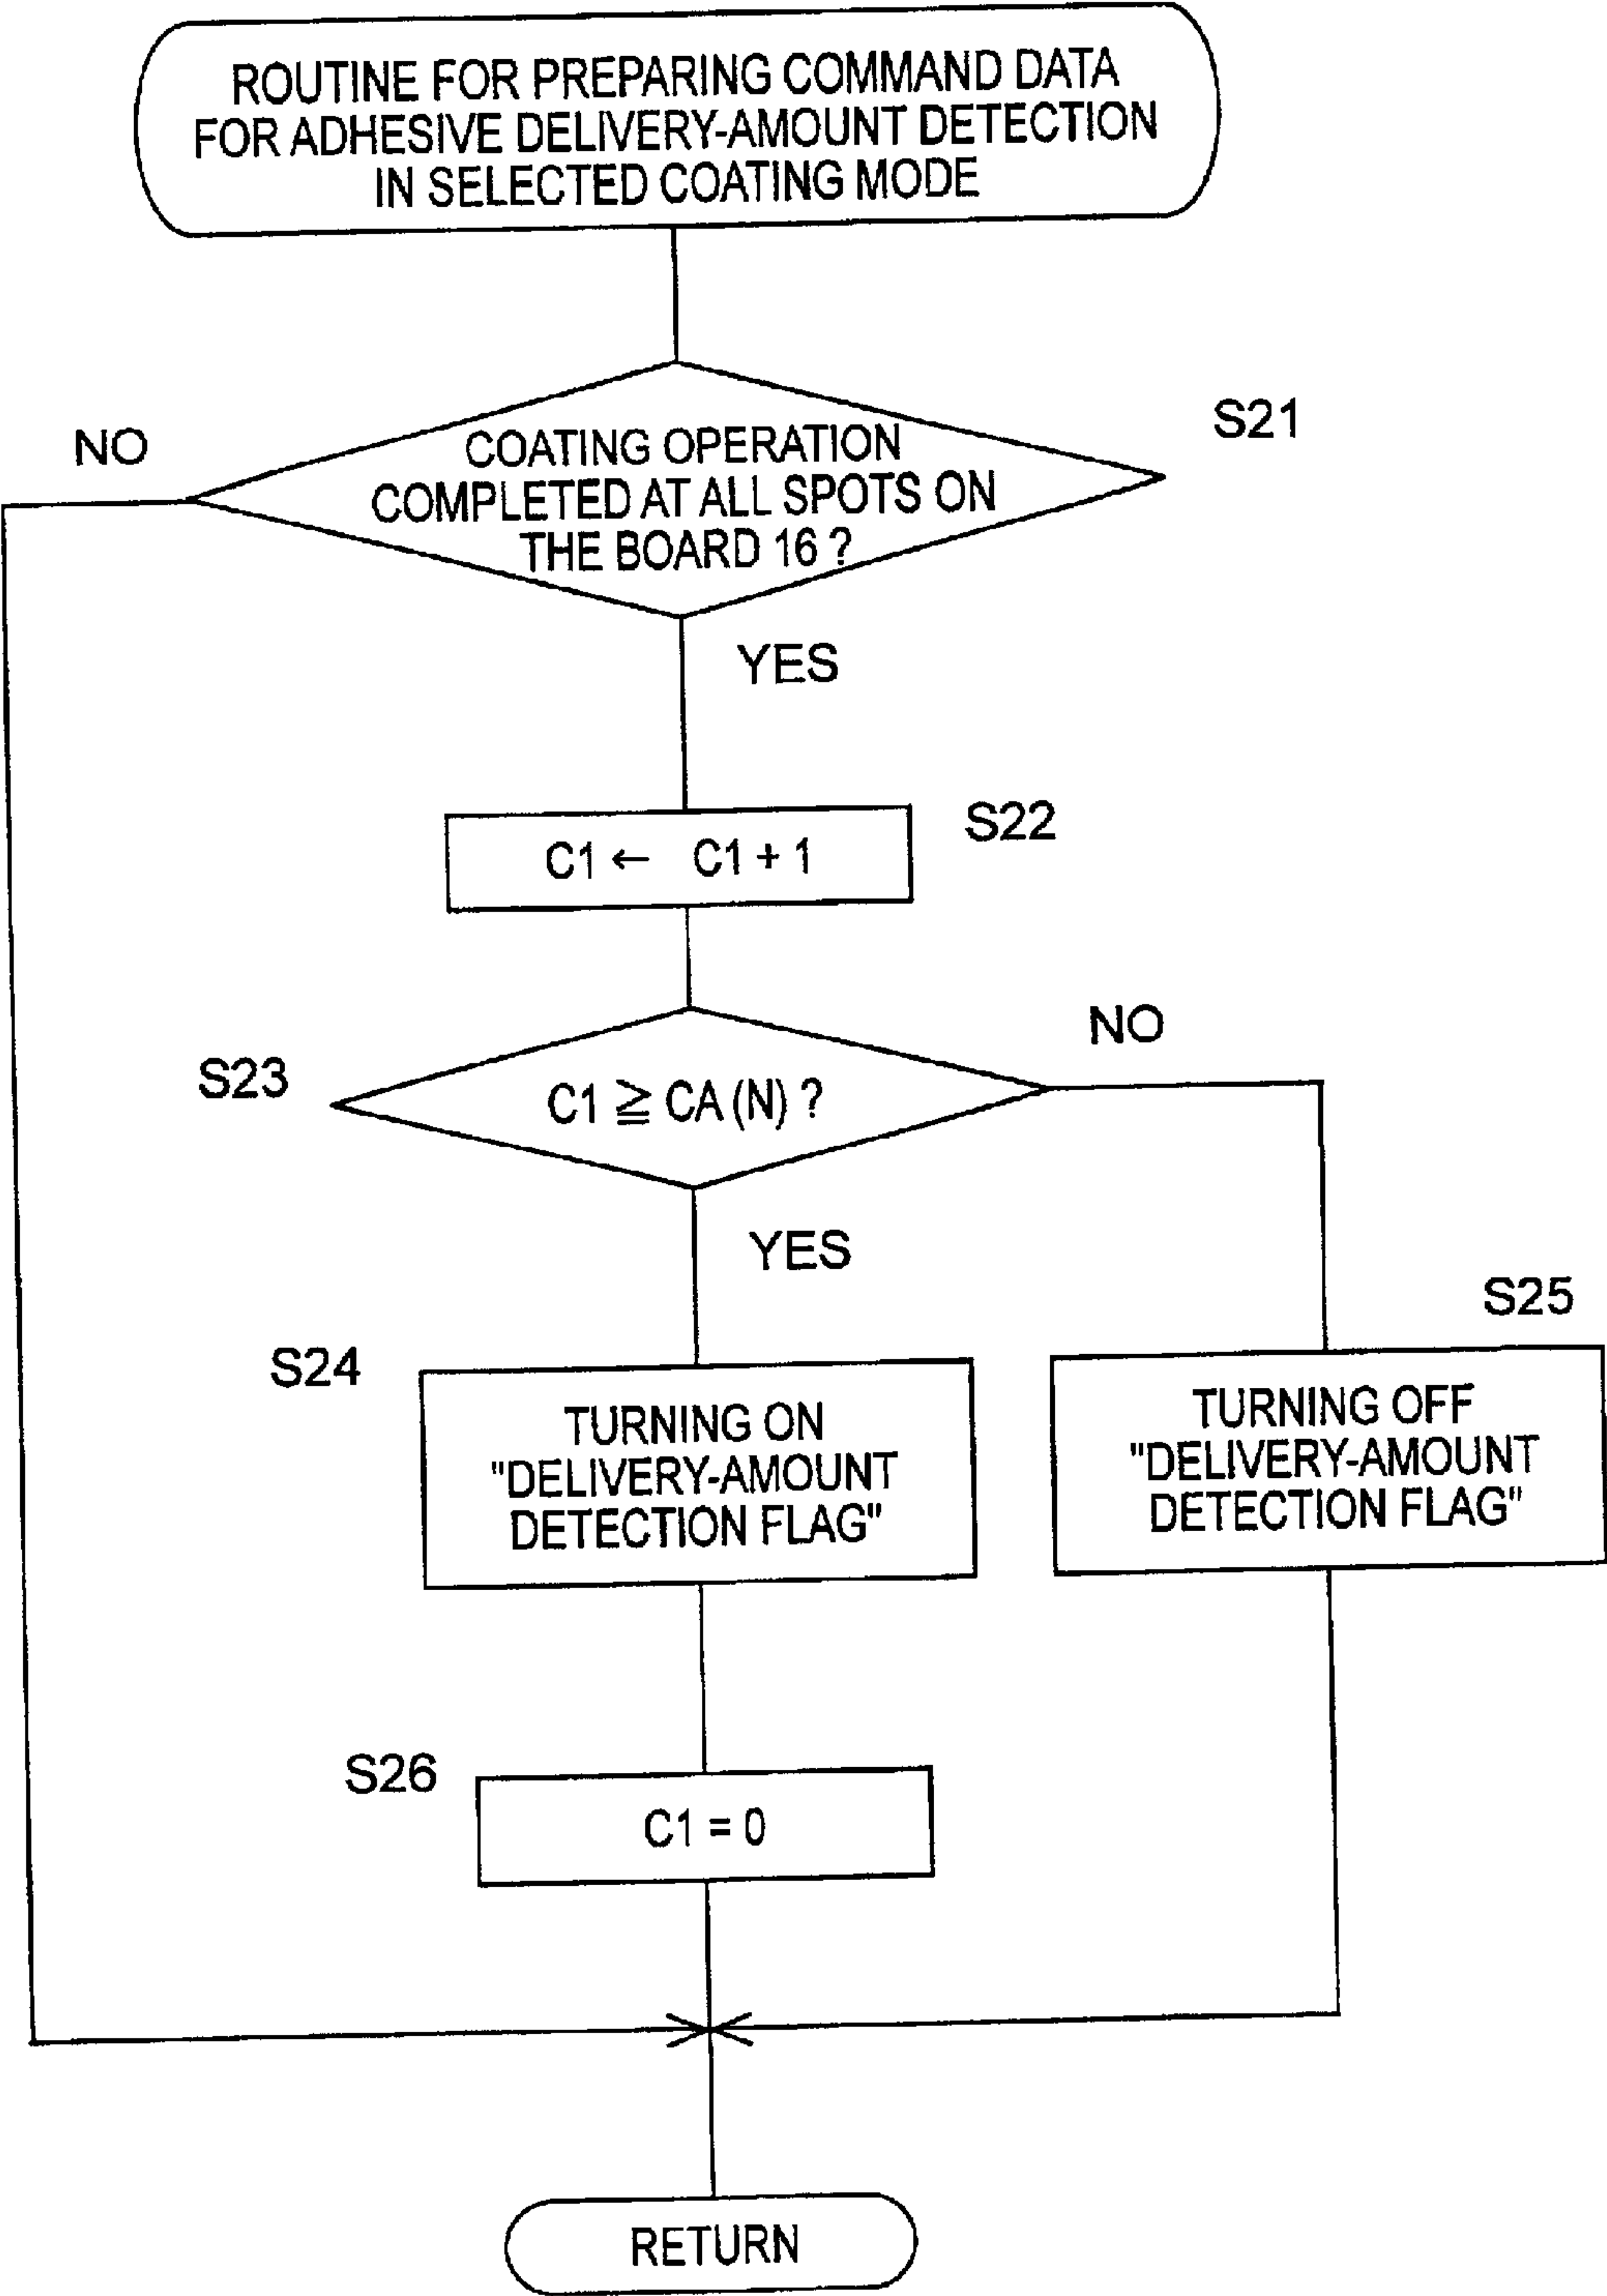 ROUTINE FOR PREPARING COMMAND DATA
FOR ADHESIVE DELIVERY-AMOUNT DETECTION
IN SELECTED COATING MODE
NO
S21
COATING OPERATION
COMPLETED AT ALL SPOTS ON
THE BOARD 16 ?
YES
S22
C1 ← C1 + 1
NO
S23
C1 ≧ CA (N) ?
YES
S25
S24
TURNING ON
"DELIVERY-AMOUNT
DETECTION FLAG"
TURNING OFF
"DELIVERY-AMOUNT
DETECTION FLAG"
S26
C1 = 0
RETURN